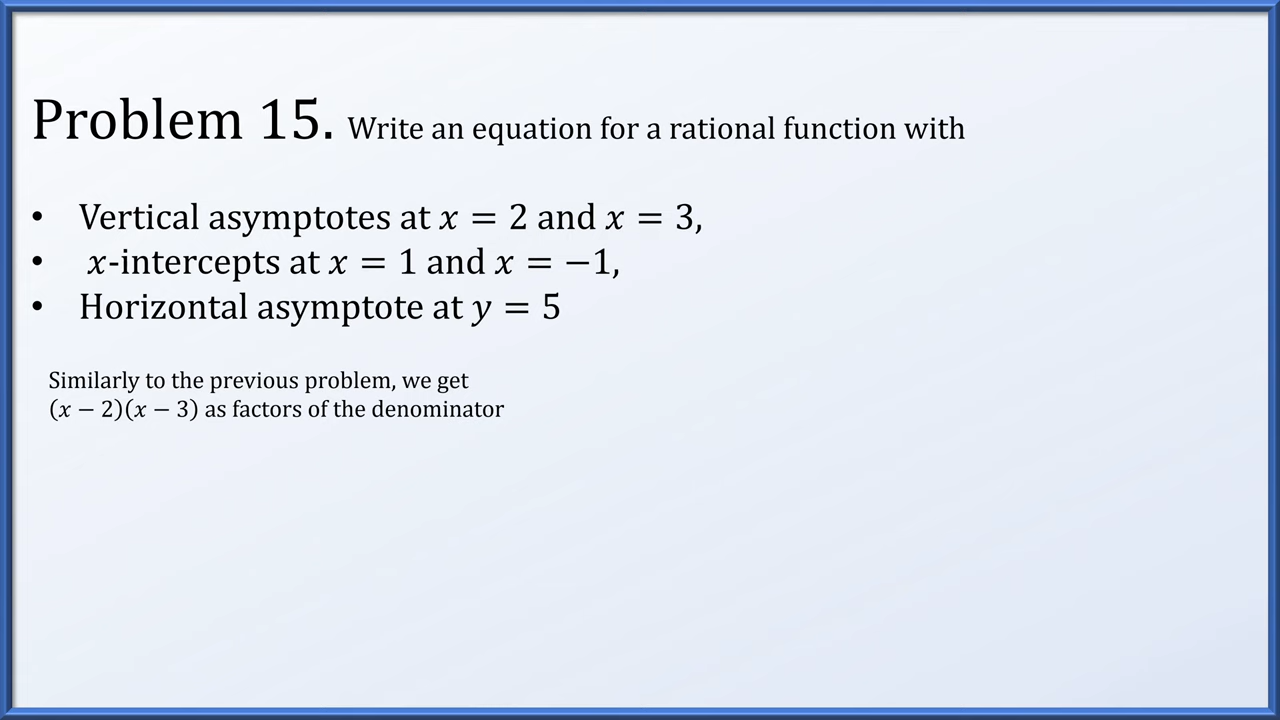 Problem 15. Write an equation for a rational function with
• Vertical asymptotes at 𝑥 = 2 and 𝑥 = 3,
• 𝑥-intercepts at 𝑥 = 1 and 𝑥 = −1,
• Horizontal asymptote at 𝑦 = 5
Similarly to the previous problem, we get
(𝑥 − 2)(𝑥 − 3) as factors of the denominator